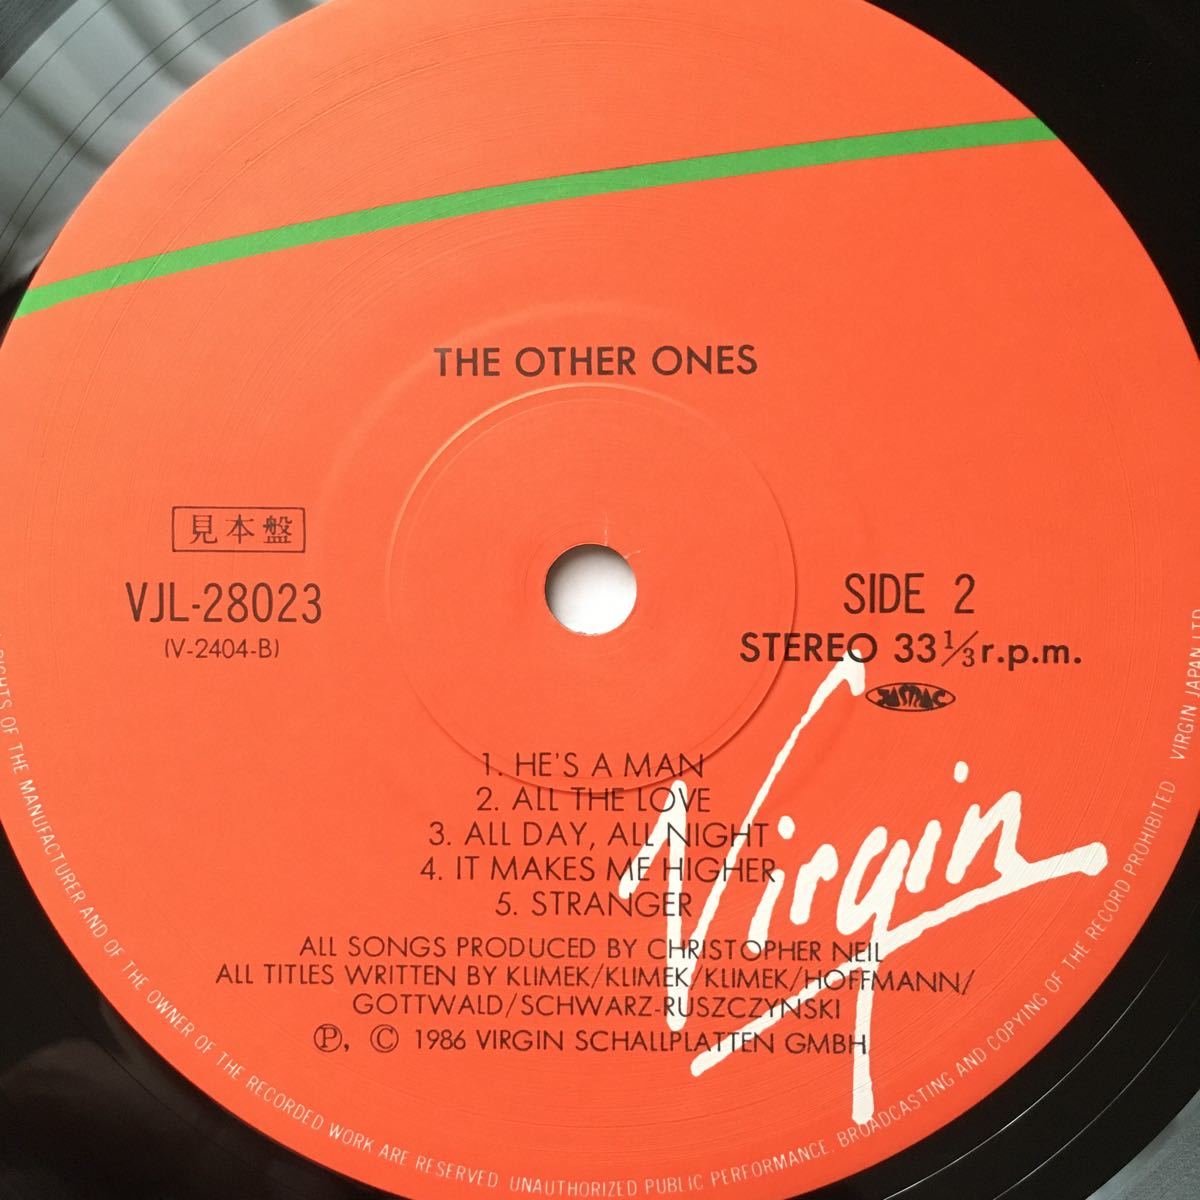 THE OTHER ONES
見本盤
VJL-28023
(V-2404-B)
SIDE 2
STEREO 33 1/3 r.p.m.
JASRAC
1. HE'S A MAN
2. ALL THE LOVE
3. ALL DAY, ALL NIGHT
4. IT MAKES ME HIGHER
5. STRANGER
Virgin
ALL SONGS PRODUCED BY CHRISTOPHER NEIL
ALL TITLES WRITTEN BY KLIMEK/KLIMEK/KLIMEK/HOFFMANN/
GOTTWALD/SCHWARZ-RUSZCZYNSKI
Ⓟ, © 1986 VIRGIN SCHALLPLATTEN GMBH
RIGHTS OF THE MANUFACTURER AND OF THE OWNER OF THE RECORDED WORK ARE RESERVED UNAUTHORIZED PUBLIC PERFORMANCE, BROADCASTING AND COPYING OF THE RECORD PROHIBITED VIRGIN JAPAN LTD